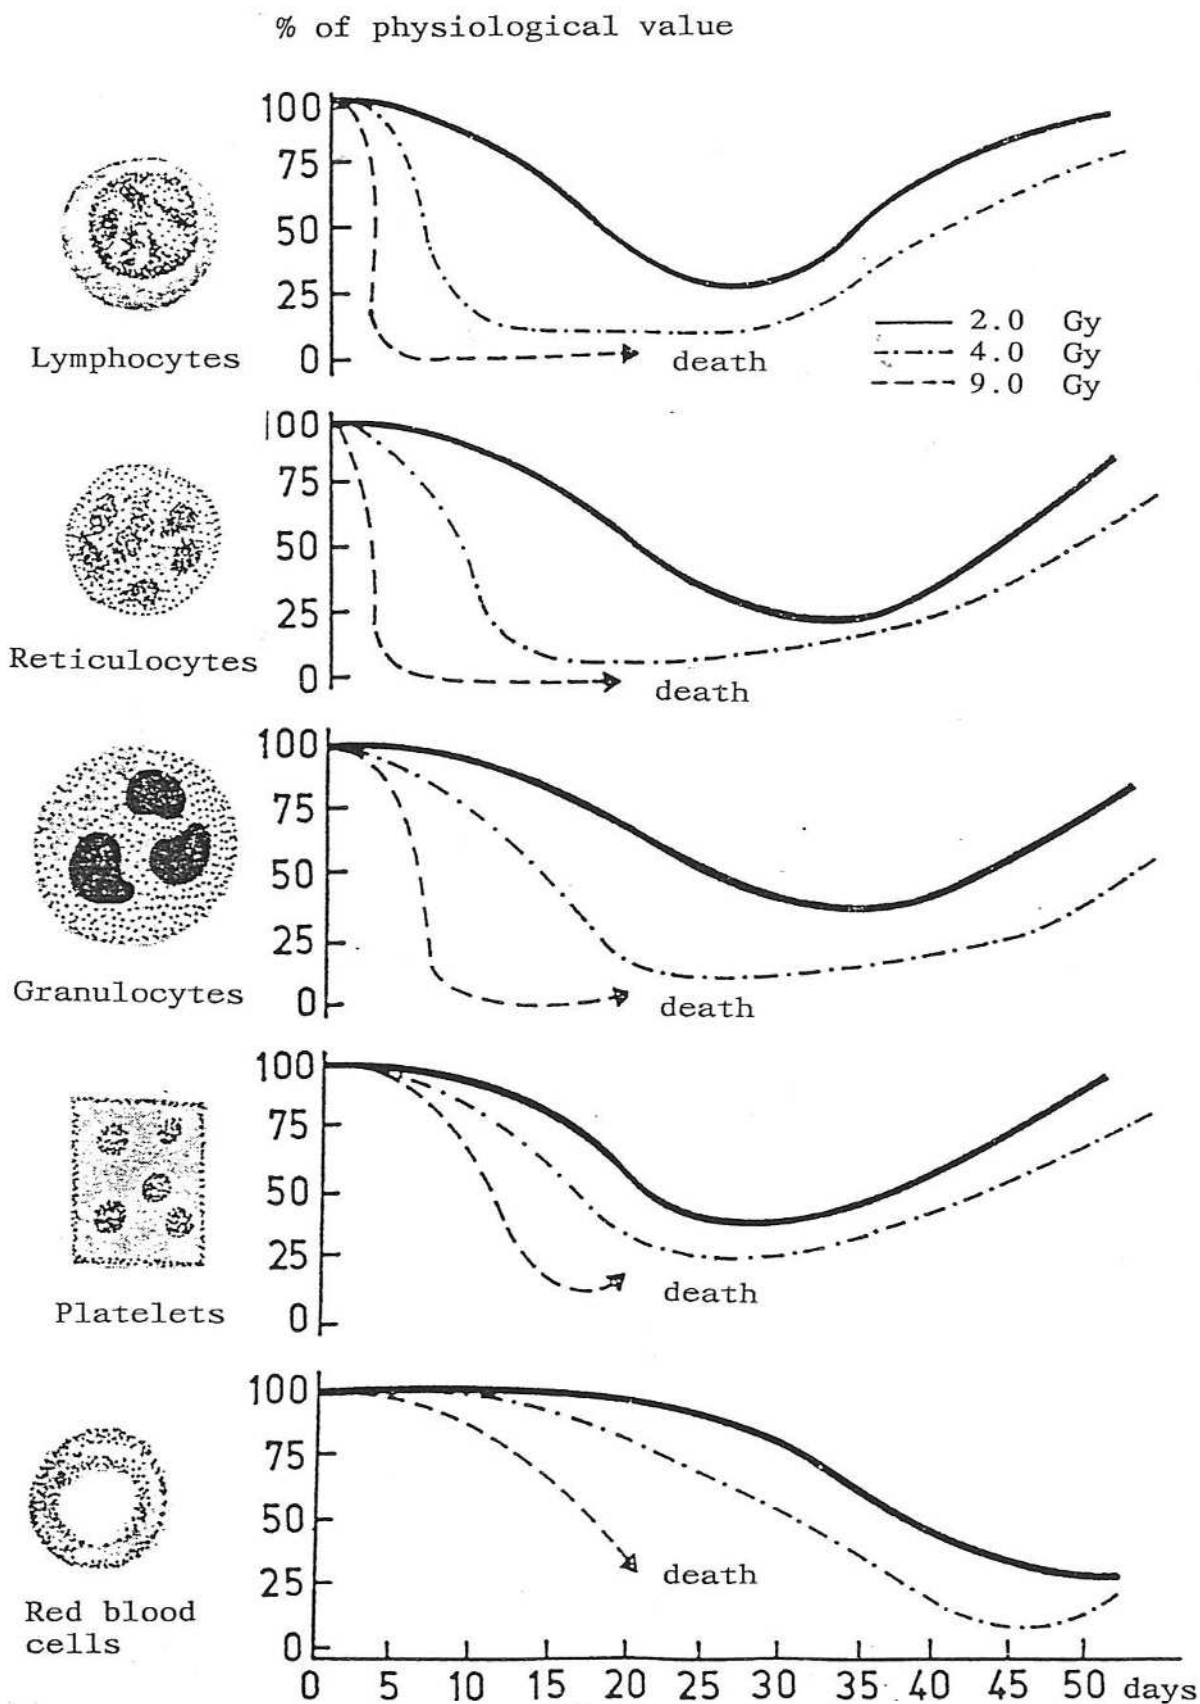 % of physiological value
100
75
50
25
0
Lymphocytes
death
2.0 Gy
4.0 Gy
9.0 Gy
100
75
50
25
0
Reticulocytes
death
100
75
50
25
0
Granulocytes
death
100
75
50
25
0
Platelets
death
100
75
50
25
0
Red blood
cells
death
0 5 10 15 20 25 30 35 40 45 50 days